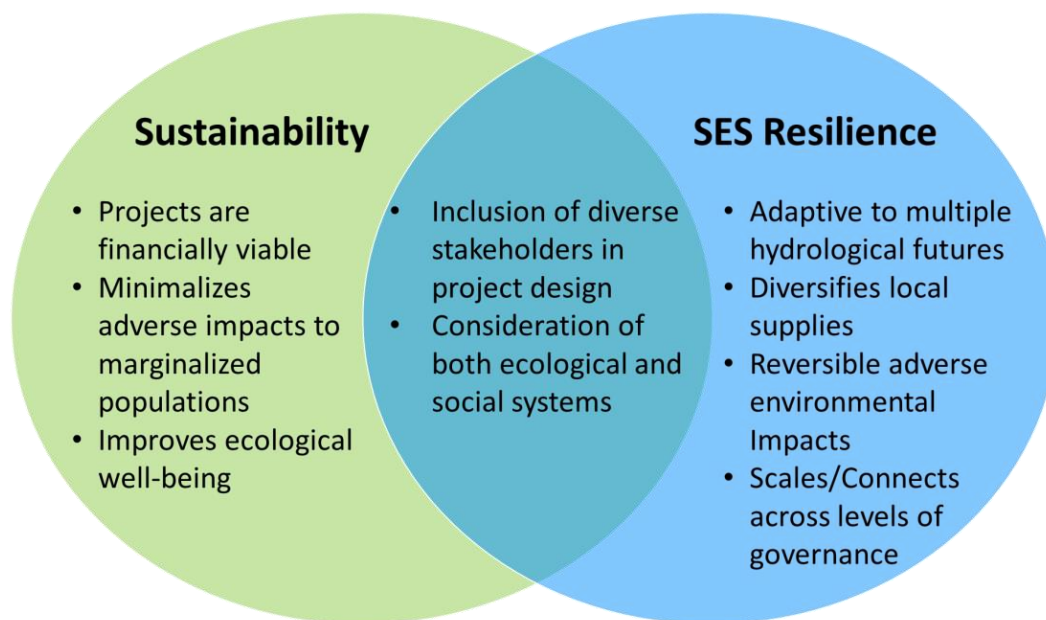 Sustainability
• Projects are
financially viable
• Minimalizes
adverse impacts to
marginalized
populations
• Improves ecological
well-being
• Inclusion of diverse
stakeholders in
project design
• Consideration of
both ecological and
social systems
SES Resilience
• Adaptive to multiple
hydrological futures
• Diversifies local
supplies
• Reversible adverse
environmental
Impacts
• Scales/Connects
across levels of
governance